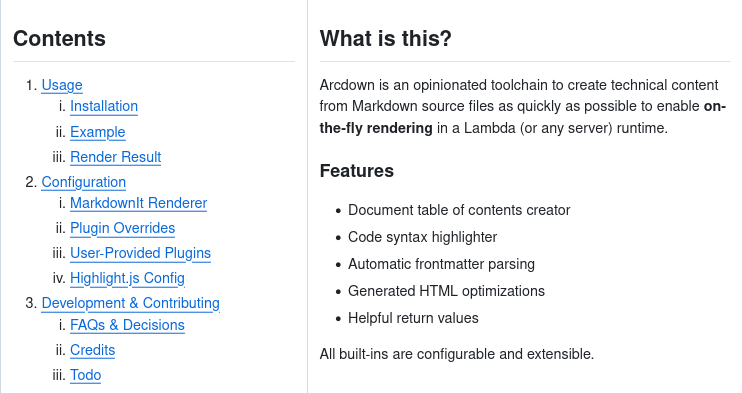 Contents
1. Usage
i. Installation
ii. Example
iii. Render Result
2. Configuration
i. MarkdownIt Renderer
ii. Plugin Overrides
iii. User-Provided Plugins
iv. Highlight.js Config
3. Development & Contributing
i. FAQs & Decisions
ii. Credits
iii. Todo
What is this?
Arcdown is an opinionated toolchain to create technical content
from Markdown source files as quickly as possible to enable on-
the-fly rendering in a Lambda (or any server) runtime.
Features
• Document table of contents creator
• Code syntax highlighter
• Automatic frontmatter parsing
• Generated HTML optimizations
• Helpful return values
All built-ins are configurable and extensible.